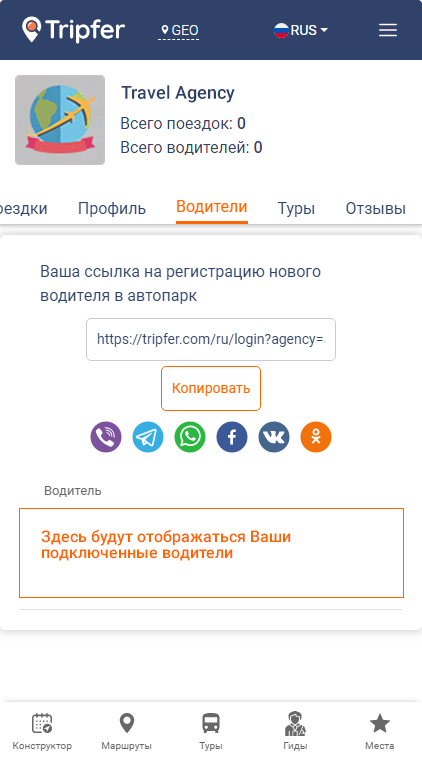 Tripfer
GEO
RUS
Travel Agency
Всего поездок: 0
Всего водителей: 0
оездки Профиль Водители Туры Отзывы
Ваша ссылка на регистрацию нового
водителя в автопарк
https://tripfer.com/ru/login?agency=
Копировать
Водитель
Здесь будут отображаться Ваши
подключенные водители
Конструктор Маршруты Туры Гиды Места